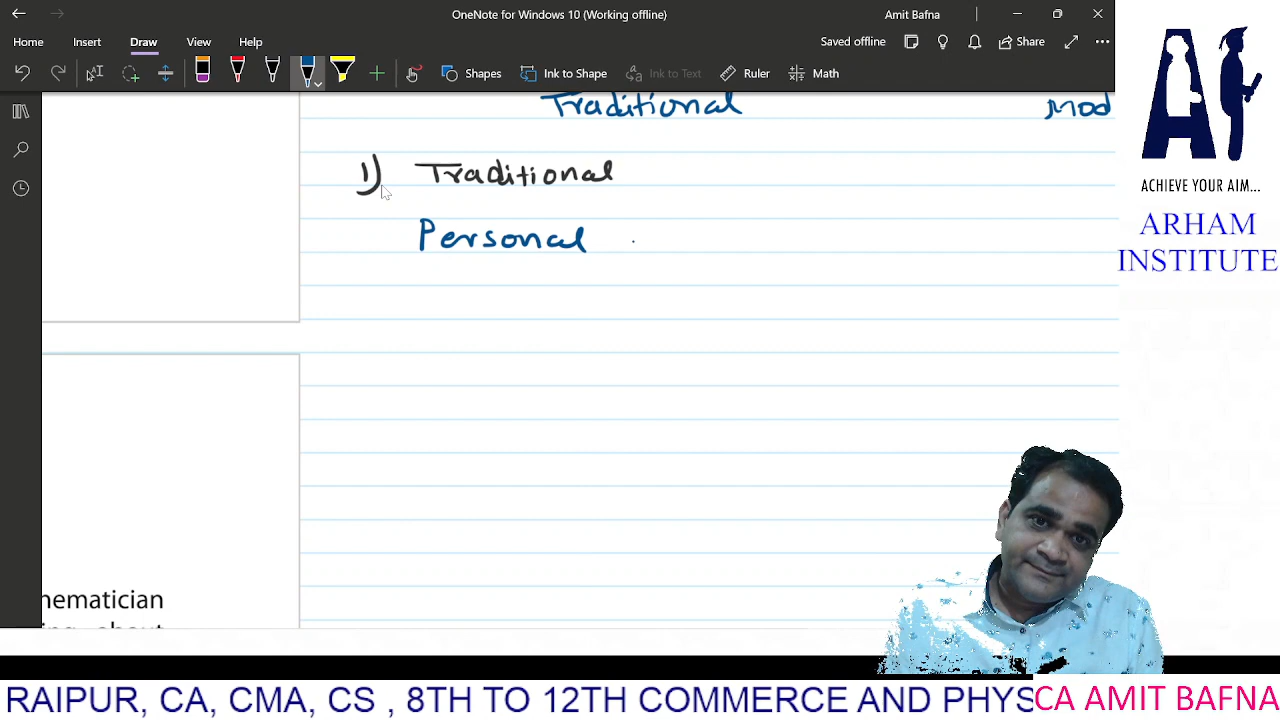 OneNote for Windows 10 (Working offline)
Amit Bafna
Home Insert Draw View Help
Saved offline
Share
Shapes Ink to Shape Ink to Text Ruler Math
Traditional Mod
1) Traditional
Personal
hematician
about
ACHIEVE YOUR AIM...
ARHAM
INSTITUTE
RAIPUR, CA, CMA, CS , 8TH TO 12TH COMMERCE AND PHYS
CA AMIT BAFNA